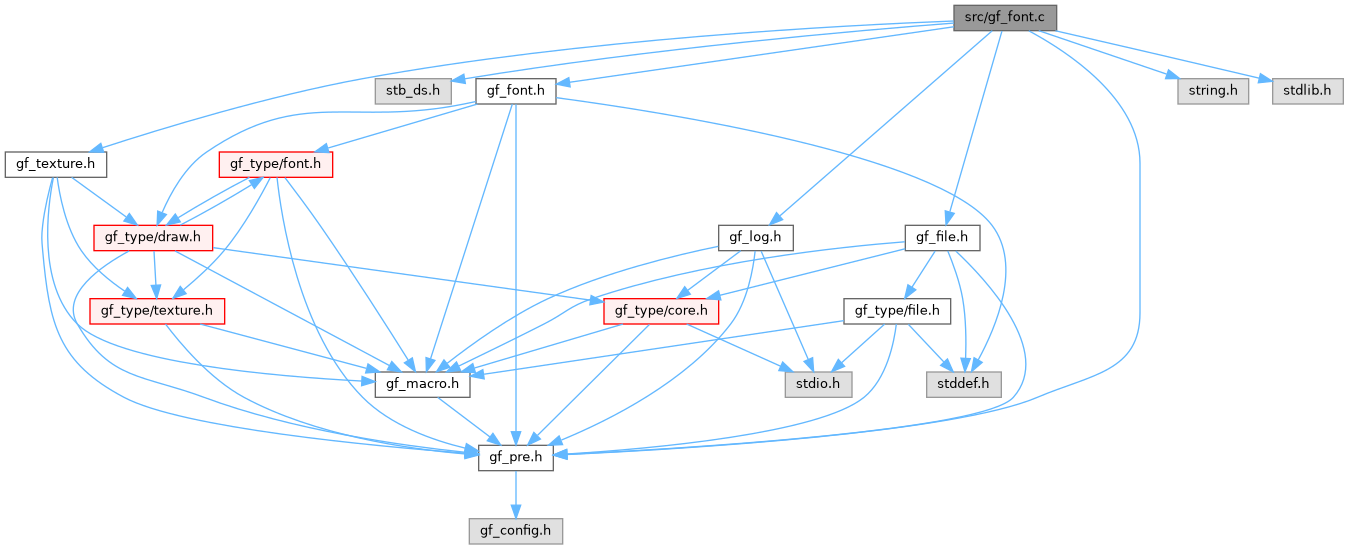 src/gf_font.c
stb_ds.h
gf_font.h
string.h
stdlib.h
gf_texture.h
gf_type/font.h
gf_type/draw.h
gf_log.h
gf_file.h
gf_type/texture.h
gf_type/core.h
gf_type/file.h
gf_macro.h
stdio.h
stddef.h
gf_pre.h
gf_config.h